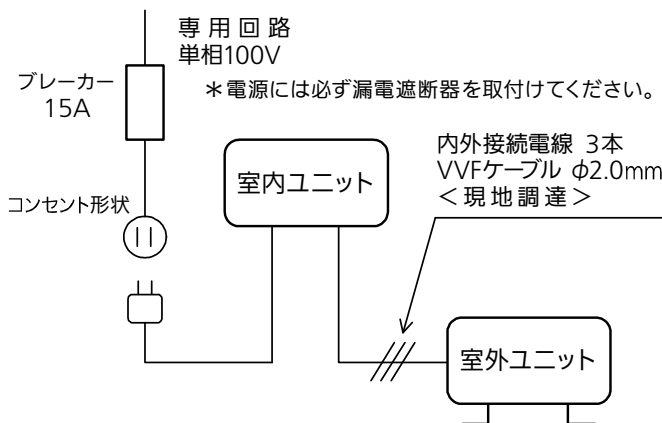 専用回路
単相100V
ブレーカー
15A
＊電源には必ず漏電遮断器を取付けてください。
内外接続電線 3本
VVFケーブル φ2.0mm
＜現地調達＞
室内ユニット
コンセント形状
室外ユニット